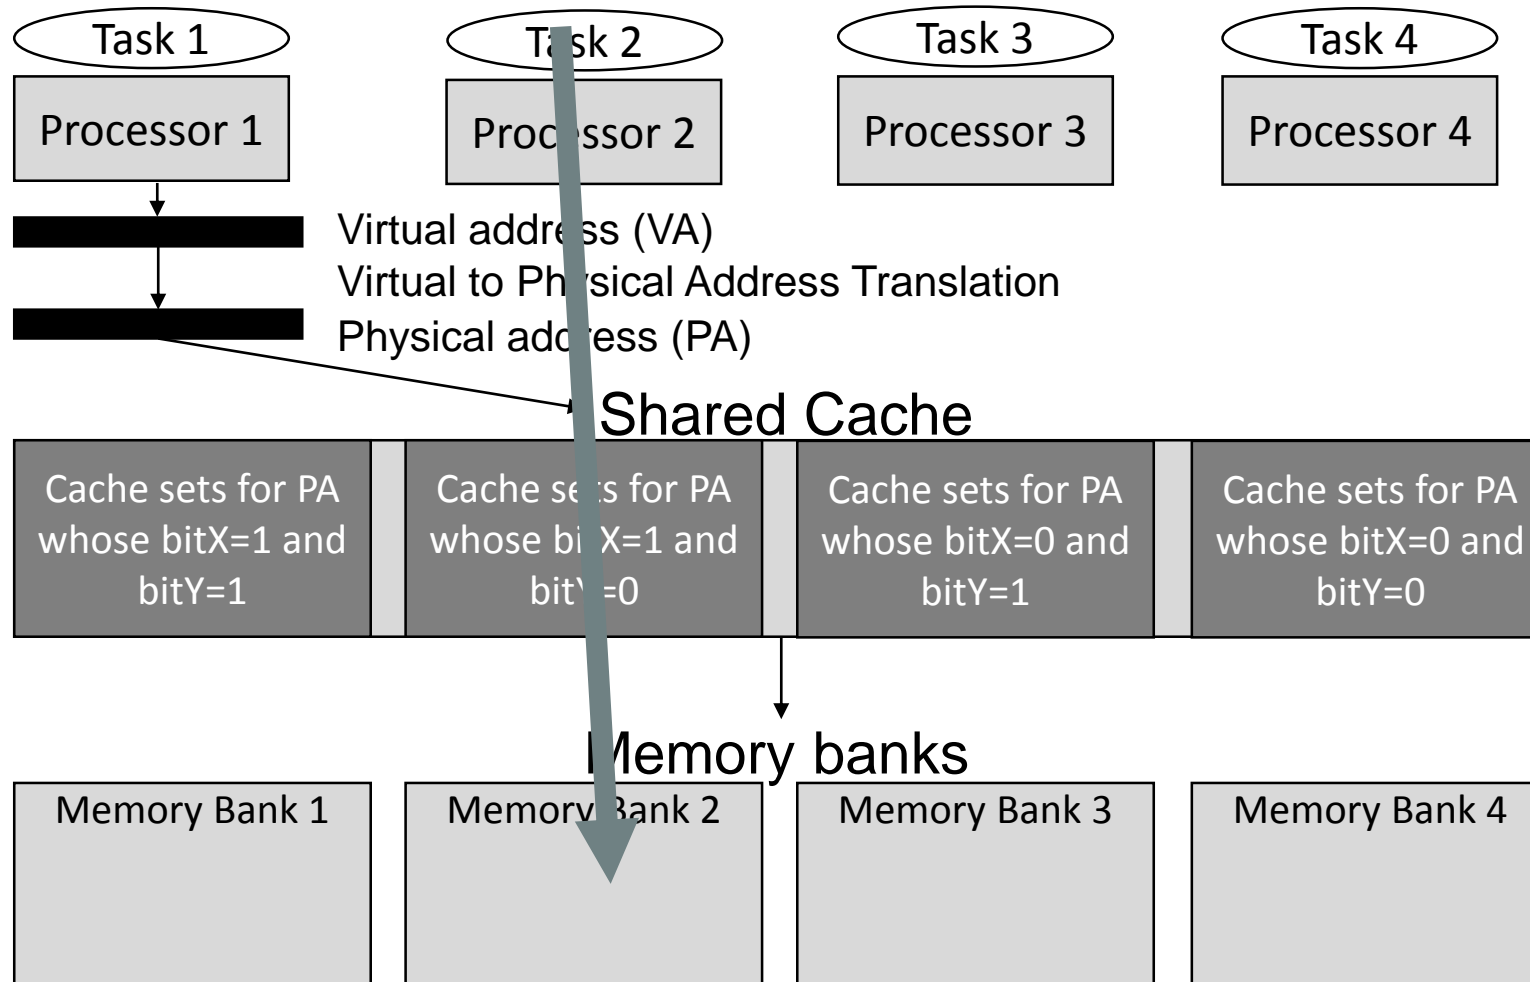 Task 1
Task 2
Task 3
Task 4
Processor 1
Processor 2
Processor 3
Processor 4
Virtual address (VA)
Virtual to Physical Address Translation
Physical address (PA)
Shared Cache
Cache sets for PA
whose bitX=1 and
bitY=1
Cache sets for PA
whose bitX=1 and
bitY=0
Cache sets for PA
whose bitX=0 and
bitY=1
Cache sets for PA
whose bitX=0 and
bitY=0
Memory banks
Memory Bank 1
Memory Bank 2
Memory Bank 3
Memory Bank 4